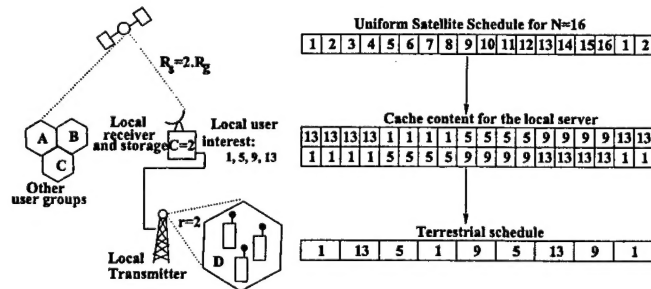 R_s=2.R_g
A
B
C
Other
user groups
Local
receiver
and storage
C=2
Local user
interest:
1, 5, 9, 13
r=2
Local
Transmitter
D
Uniform Satellite Schedule for N=16
1 2 3 4 5 6 7 8 9 10 11 12 13 14 15 16 1 2
Cache content for the local server
13 13 13 13 1 1 1 1 5 5 5 5 9 9 9 9 13 13
1 1 1 1 5 5 5 5 9 9 9 9 13 13 13 13 1 1
Terrestrial schedule
1 13 5 1 9 5 13 9 1